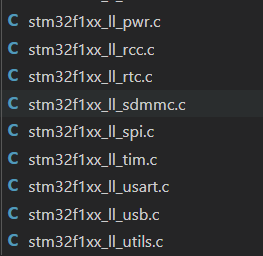 C stm32f1xx_ll_pwr.c
C stm32f1xx_ll_rcc.c
C stm32f1xx_ll_rtc.c
C stm32f1xx_ll_sdmmc.c
C stm32f1xx_ll_spi.c
C stm32f1xx_ll_tim.c
C stm32f1xx_ll_usart.c
C stm32f1xx_ll_usb.c
C stm32f1xx_ll_utils.c